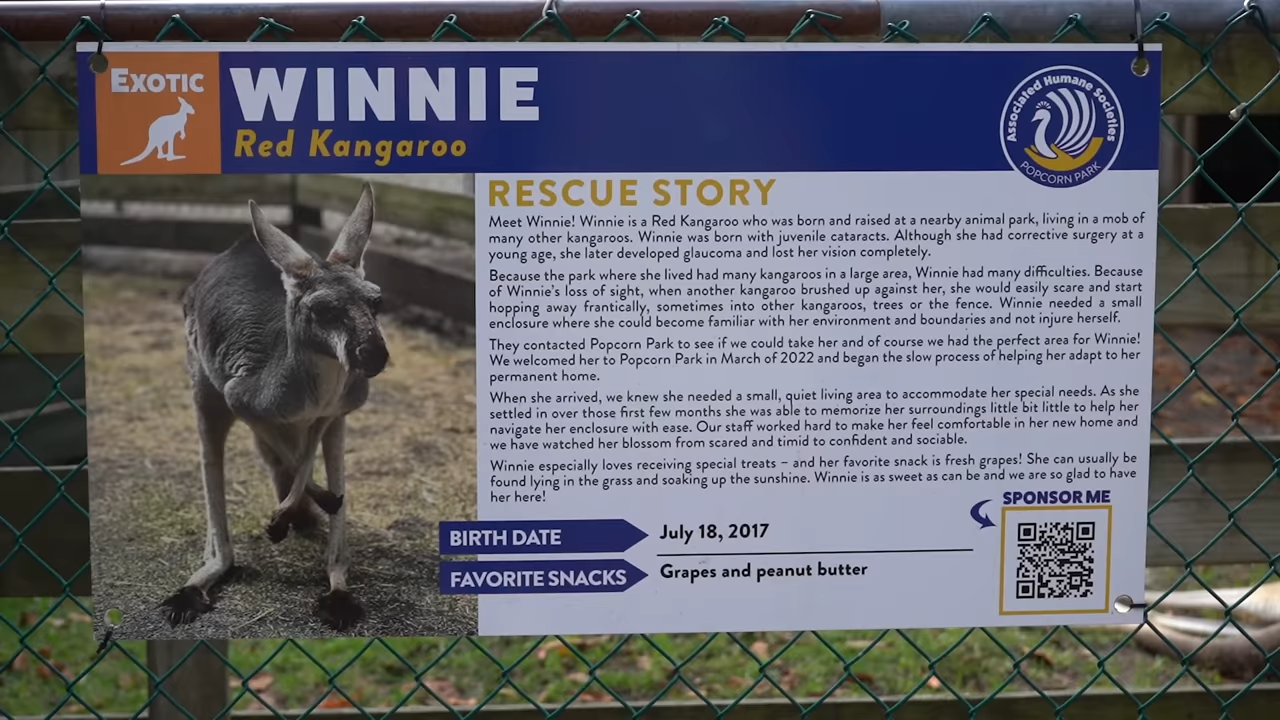 EXOTIC
WINNIE
Red Kangaroo
Associated Humane Societies
POPCORN PARK
RESCUE STORY
Meet Winnie! Winnie is a Red Kangaroo who was born and raised at a nearby animal park, living in a mob of
many other kangaroos. Winnie was born with juvenile cataracts. Although she had corrective surgery at a
young age, she later developed glaucoma and lost her vision completely.
Because the park where she lived had many kangaroos in a large area, Winnie had many difficulties. Because
of Winnie's loss of sight, when another kangaroo brushed up against her, she would easily scare and start
hopping away frantically, sometimes into other kangaroos, trees or the fence. Winnie needed a small
enclosure where she could become familiar with her environment and boundaries and not injure herself.
They contacted Popcorn Park to see if we could take her and of course we had the perfect area for Winnie!
We welcomed her to Popcorn Park in March of 2022 and began the slow process of helping her adapt to her
permanent home.
When she arrived, we knew she needed a small, quiet living area to accommodate her special needs. As she
settled in over those first few months she was able to memorize her surroundings little bit little to help her
navigate her enclosure with ease. Our staff worked hard to make her feel comfortable in her new home and
we have watched her blossom from scared and timid to confident and sociable.
Winnie especially loves receiving special treats – and her favorite snack is fresh grapes! She can usually be
found lying in the grass and soaking up the sunshine. Winnie is as sweet as can be and we are so glad to have
her here!
SPONSOR ME
BIRTH DATE July 18, 2017
FAVORITE SNACKS Grapes and peanut butter